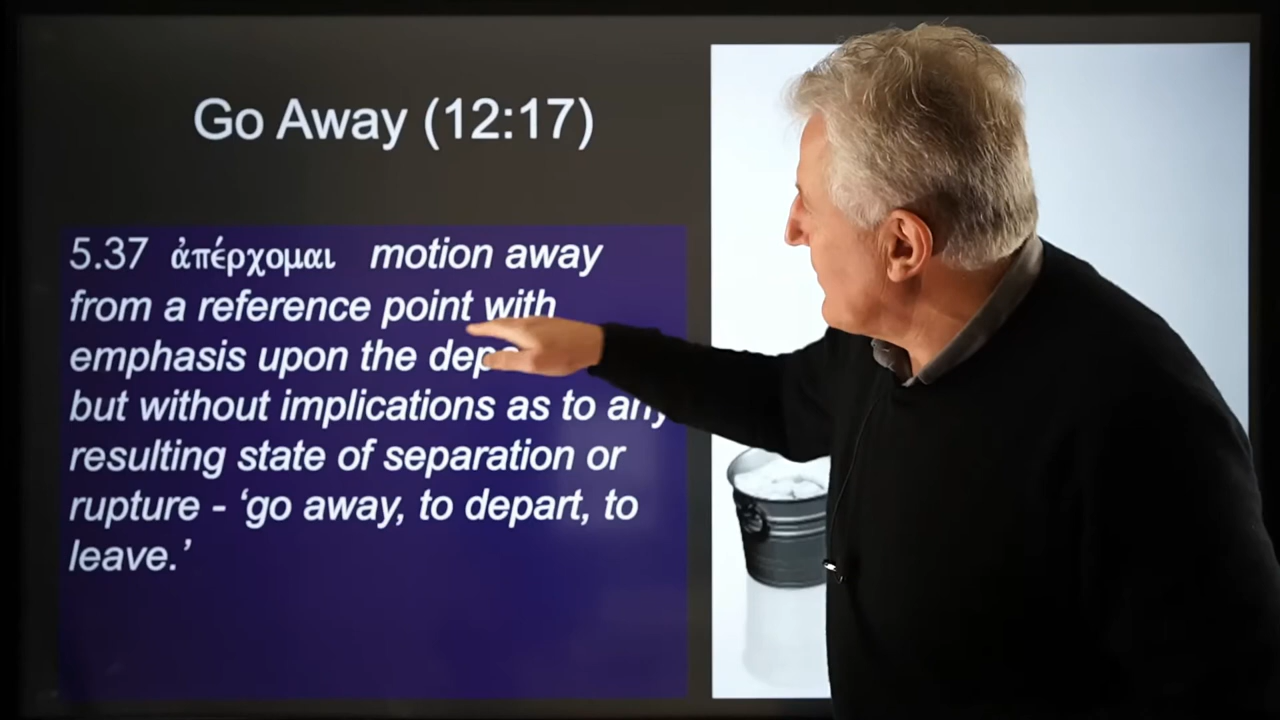 Go Away (12:17)
5.37 ἀπέρχομαι motion away
from a reference point with
emphasis upon the
but without implications as to any
resulting state of separation or
rupture - ‘go away, to depart, to
leave.’